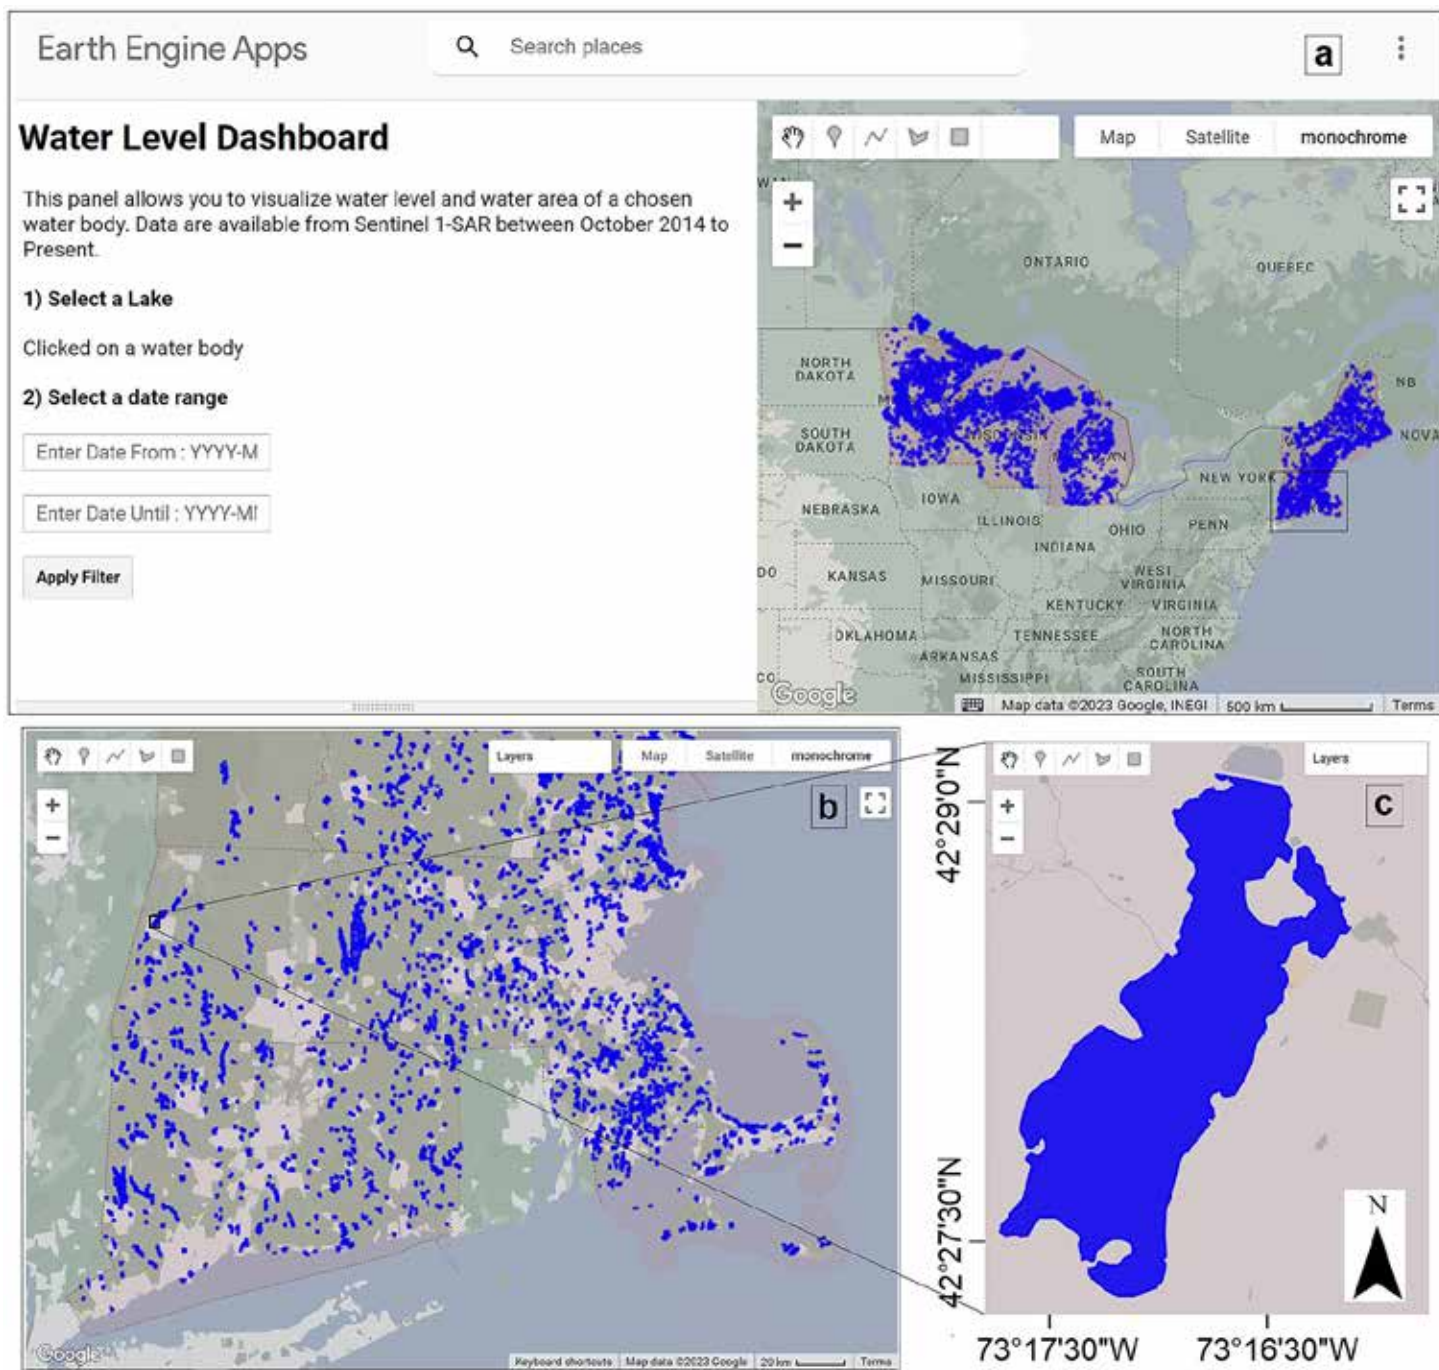 Earth Engine Apps
Search places
a
Water Level Dashboard
This panel allows you to visualize water level and water area of a chosen
water body. Data are available from Sentinel 1-SAR between October 2014 to
Present.
1) Select a Lake
Clicked on a water body
2) Select a date range
Enter Date From : YYYY-M
Enter Date Until : YYYY-M
Apply Filter
+
−
Map
Satellite
monochrome
ONTARIO
QUEBEC
NORTH
DAKOTA
NB
SOUTH
DAKOTA
WISCONSIN
NOVA
NEW YORK
IOWA
NEBRASKA
ILLINOIS
OHIO
PENN
INDIANA
DO
KANSAS
MISSOURI
WEST
VIRGINIA
KENTUCKY
VIRGINIA
OKLAHOMA
TENNESSEE
NORTH
CAROLINA
ARKANSAS
MISSISSIPPI
SOUTH
CAROLINA
CO
Google
Map data ©2023 Google, INEGI
500 km
Terms
Layers
Map
Satellite
monochrome
+
−
b
Google
Keyboard shortcuts
Map data ©2023 Google
20 km
Terms
Layers
+
−
c
42°29'0"N
42°27'30"N
N
73°17'30"W
73°16'30"W